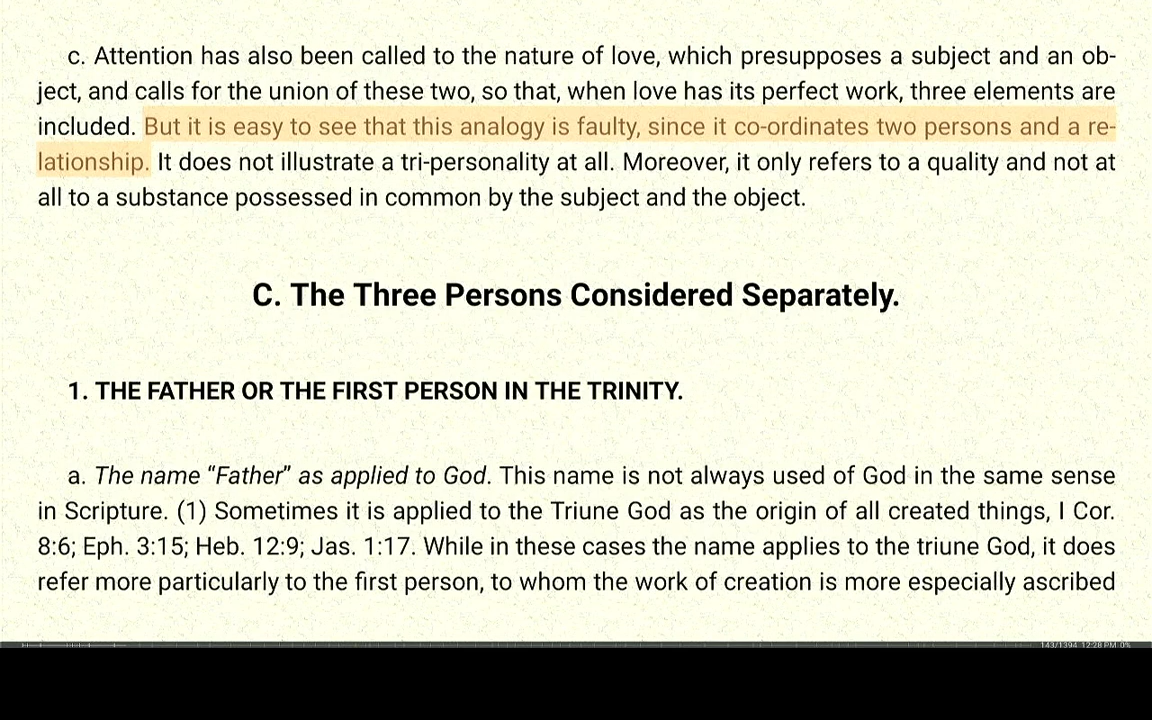 c. Attention has also been called to the nature of love, which presupposes a subject and an ob-
ject, and calls for the union of these two, so that, when love has its perfect work, three elements are
included. But it is easy to see that this analogy is faulty, since it co-ordinates two persons and a re-
lationship. It does not illustrate a tri-personality at all. Moreover, it only refers to a quality and not at
all to a substance possessed in common by the subject and the object.
C. The Three Persons Considered Separately.
1. THE FATHER OR THE FIRST PERSON IN THE TRINITY.
a. The name “Father” as applied to God. This name is not always used of God in the same sense
in Scripture. (1) Sometimes it is applied to the Triune God as the origin of all created things, I Cor.
8:6; Eph. 3:15; Heb. 12:9; Jas. 1:17. While in these cases the name applies to the triune God, it does
refer more particularly to the first person, to whom the work of creation is more especially ascribed
143/1394 12:28 PM 0%